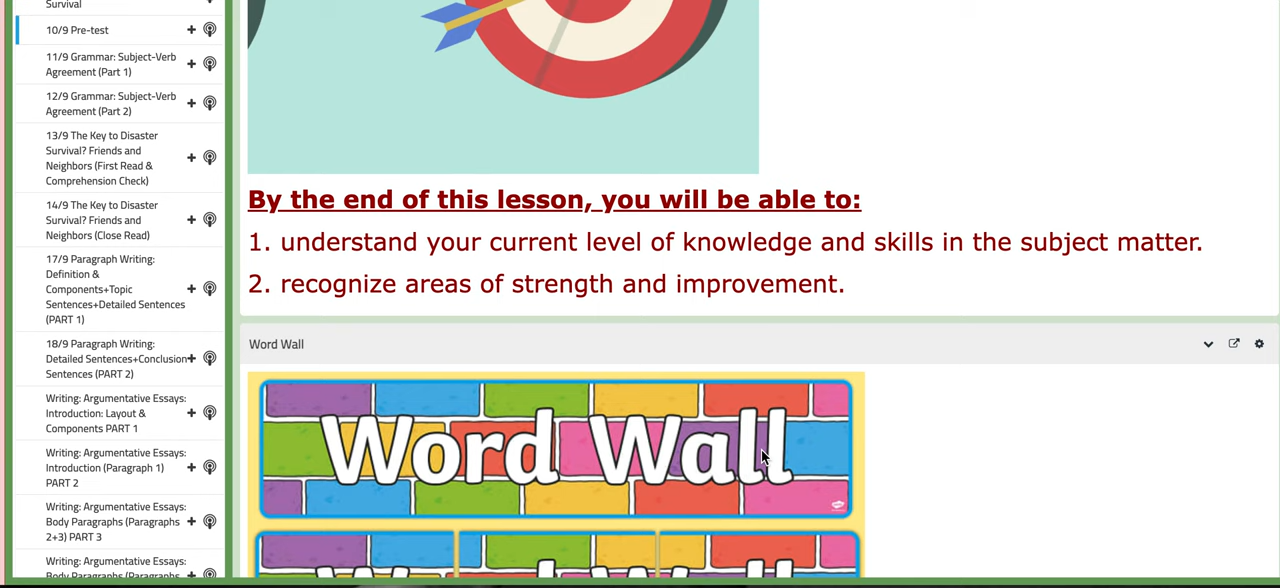 Survival
10/9 Pre-test
11/9 Grammar: Subject-Verb
Agreement (Part 1)
12/9 Grammar: Subject-Verb
Agreement (Part 2)
13/9 The Key to Disaster
Survival? Friends and
Neighbors (First Read &
Comprehension Check)
14/9 The Key to Disaster
Survival? Friends and
Neighbors (Close Read)
17/9 Paragraph Writing:
Definition &
Components+Topic
Sentences+Detailed Sentences
(PART 1)
18/9 Paragraph Writing:
Detailed Sentences+Conclusion
Sentences (PART 2)
Writing: Argumentative Essays:
Introduction: Layout &
Components PART 1
Writing: Argumentative Essays:
Introduction (Paragraph 1)
PART 2
Writing: Argumentative Essays:
Body Paragraphs (Paragraphs
2+3) PART 3
Writing: Argumentative Essays:
Body Paragraphs (Paragraphs
By the end of this lesson, you will be able to:
1. understand your current level of knowledge and skills in the subject matter.
2. recognize areas of strength and improvement.
Word Wall
Word Wall